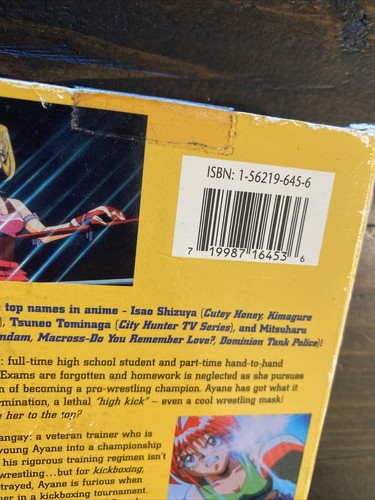 ISBN: 1-56219-645-6
7 19987 16453 6
top names in anime - Isao Shizuya (Cutey Honey, Kimagure
), Tsuneo Tominaga (City Hunter TV Series), and Mitsuharu
ndam, Macross-Do You Remember Love?, Dominion Tank Police)!
: full-time high school student and part-time hand-to-hand
Exams are forgotten and homework is neglected as she pursues
n of becoming a pro-wrestling champion. Ayane has got what it
rmination, a lethal "high kick" – even a cool wrestling mask!
her to the top?
angay: a veteran trainer who is
young Ayane into a championship
his rigorous training regimen isn't
wrestling...but for kickboxing,
trayed, Ayane is furious when
her in a kickboxing tournament.